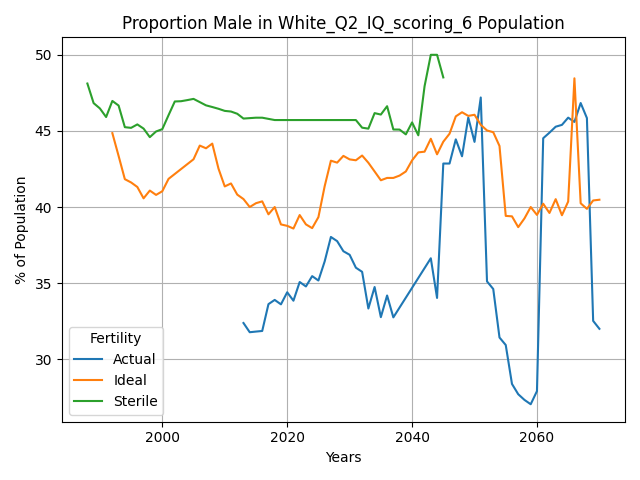 Proportion Male in White_Q2_IQ_scoring_6 Population
% of Population
50
45
40
35
30
Fertility
Actual
Ideal
Sterile
2000
2020
2040
2060
Years